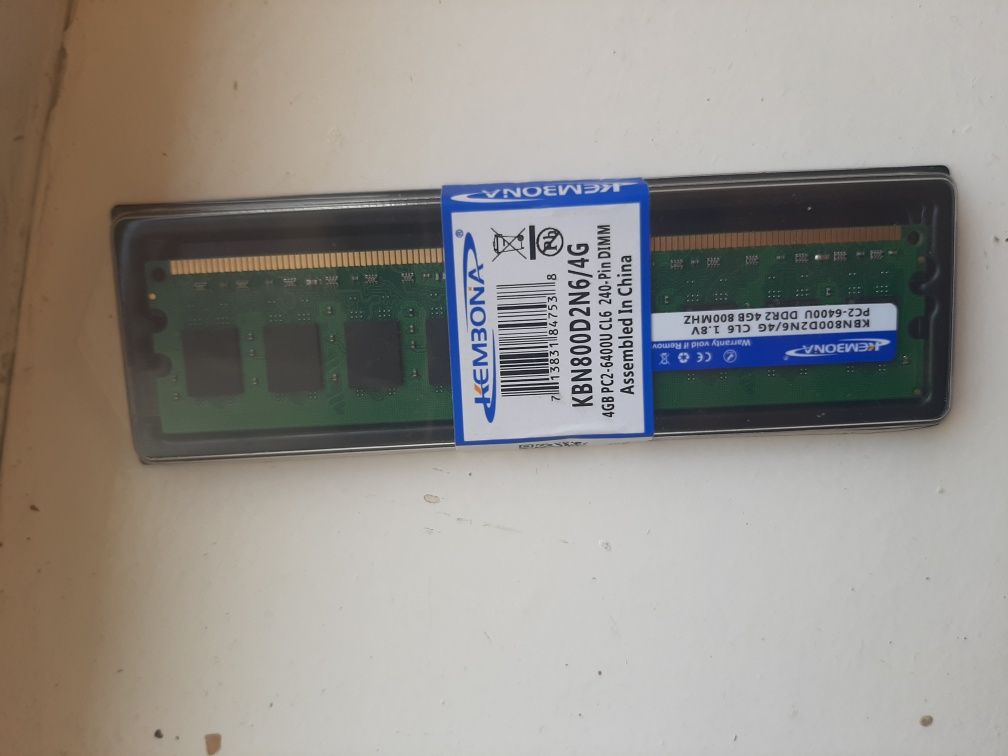 KEMBONA
KEMBONA®
Pb
7 13831 84753 8
KBN800D2N6/4G
4GB PC2-6400U CL6 240-Pin DIMM
Assembled In China
KEMBONA
Warranty void if Remov
KBN800D2N6/4G CL6 1.8V
PC2-6400U DDR2 4GB 800MHZ